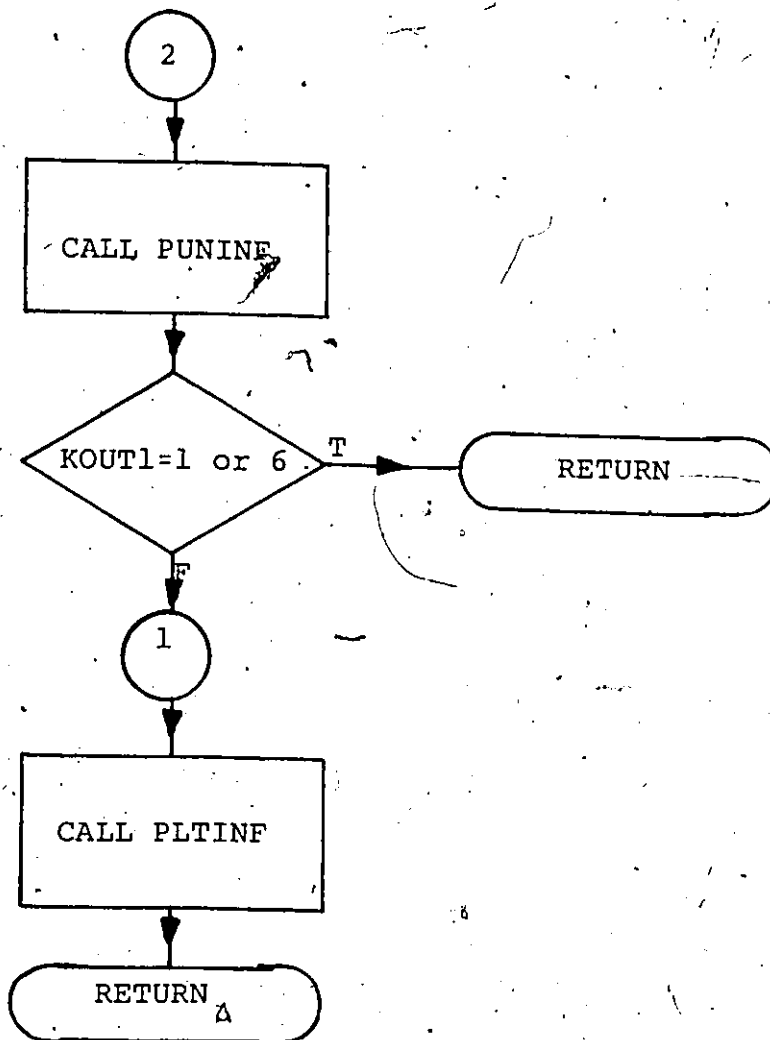 2
CALL PUNINF
KOUT1=1 or 6
T
RETURN
F
1
CALL PLTINF
RETURN